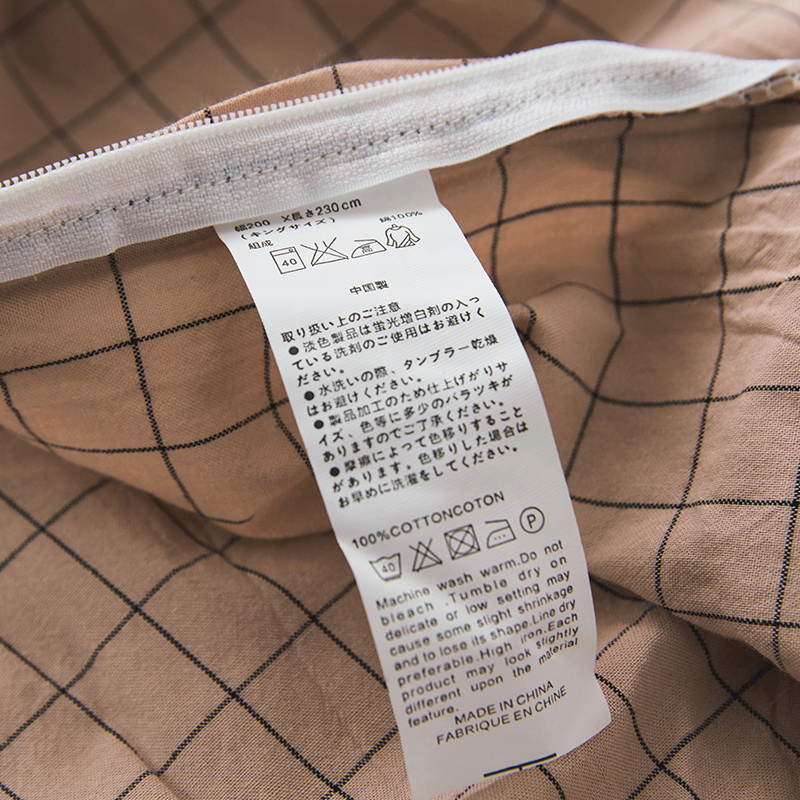 幅200 ×長さ230cm
(キングサイズ)
組成 綿100%
40 高
中国製
取り扱い上のご注意
●淡色製品は蛍光増白剤の入っ
ている洗剤のご使用はお避けく
ださい。
●水洗いの際、タンブラー乾燥
はお避けください。
●製品加工のため仕上げがりサ
イズ、色等に多少のバラツキが
ありますのでご了承ください。
●摩擦によって色移りすること
があります。色移りした場合は
お早めに洗濯をしてください。
100%COTTONCOTON
40 P
Machine wash warm.Do not
bleach .Tumble dry on
delicate or low setting may
cause some slight shrinkage
and to lose its shape.Line dry
preferable.High iron.Each
product may look slightly
different upon the material
feature.
MADE IN CHINA
FABRIQUE EN CHINE